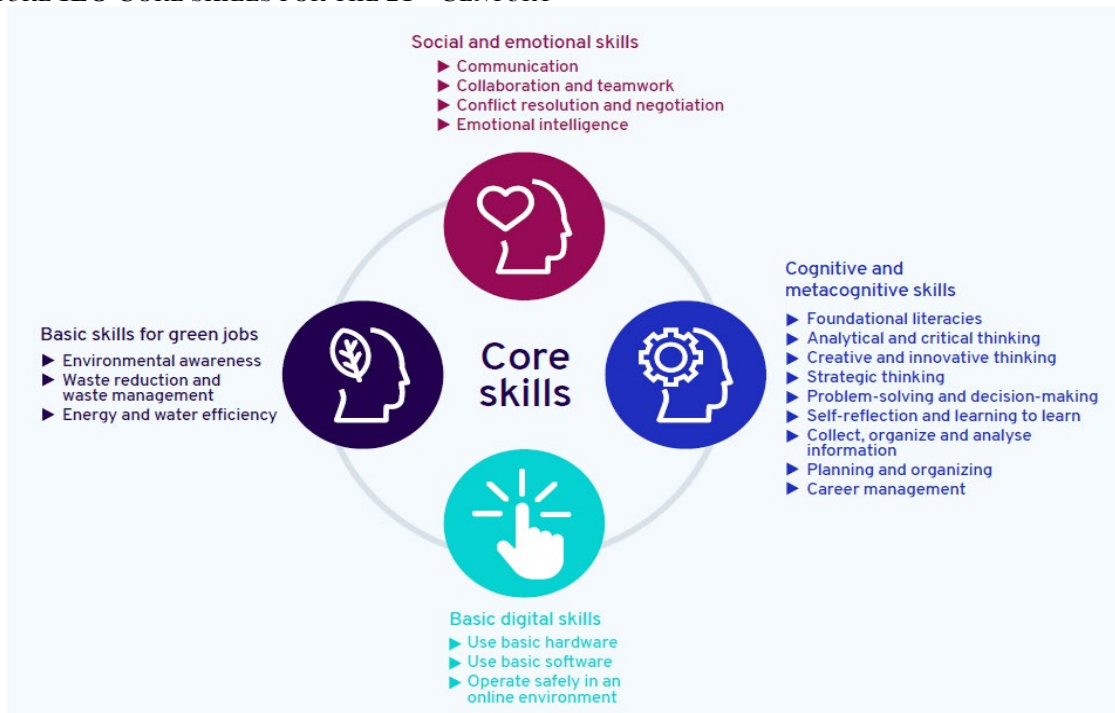 Social and emotional skills
▶ Communication
▶ Collaboration and teamwork
▶ Conflict resolution and negotiation
▶ Emotional intelligence
Basic skills for green jobs
▶ Environmental awareness
▶ Waste reduction and
waste management
▶ Energy and water efficiency
Core
skills
Cognitive and
metacognitive skills
▶ Foundational literacies
▶ Analytical and critical thinking
▶ Creative and innovative thinking
▶ Strategic thinking
▶ Problem-solving and decision-making
▶ Self-reflection and learning to learn
▶ Collect, organize and analyse
information
▶ Planning and organizing
▶ Career management
Basic digital skills
▶ Use basic hardware
▶ Use basic software
▶ Operate safely in an
online environment